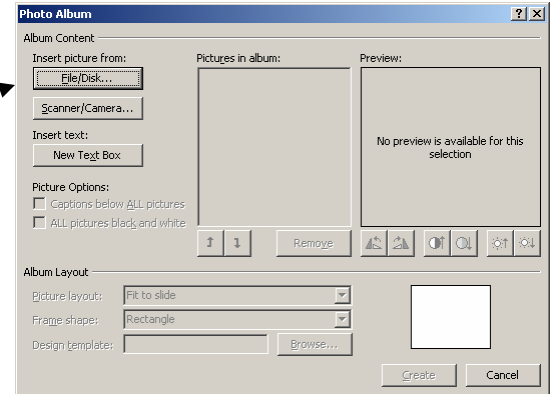 Photo Album
Album Content
Insert picture from:
File/Disk...
Scanner/Camera...
Insert text:
New Text Box
Picture Options:
Captions below ALL pictures
ALL pictures black and white
Pictures in album:
Remove
Preview:
No preview is available for this
selection
Album Layout
Picture layout: Fit to slide
Frame shape: Rectangle
Design template: Browse...
Create Cancel